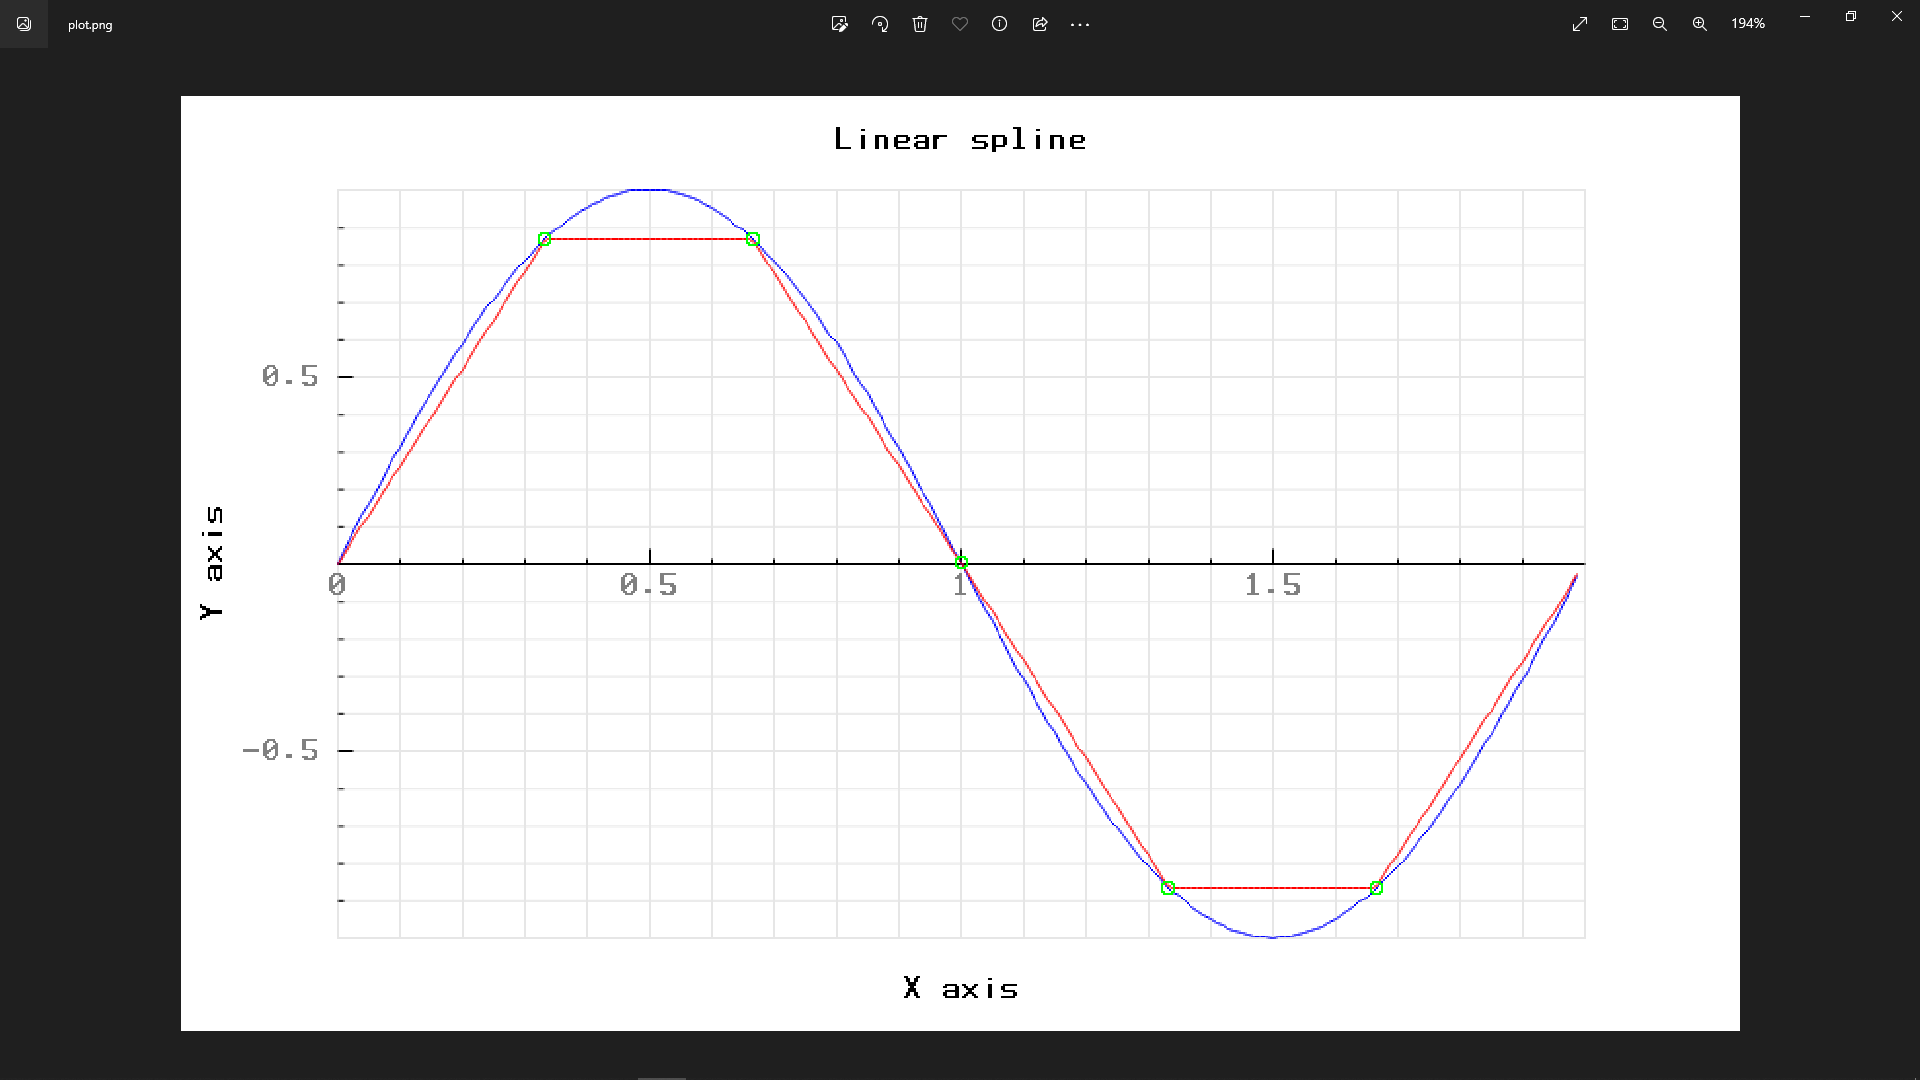 plot.png
194%
Linear spline
0.5
0 0.5 1 1.5
-0.5
Y axis
X axis